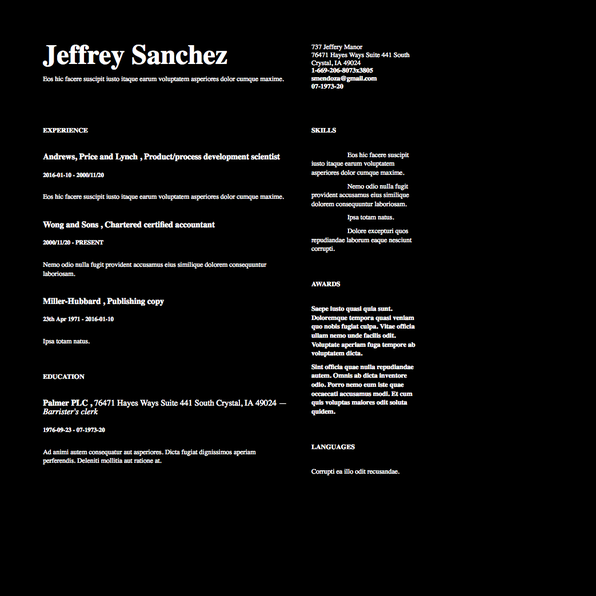 Jeffrey Sanchez
Eos hic facere suscipit iusto itaque earum voluptatem asperiores dolor cumque maxime.
737 Jeffery Manor
76471 Hayes Ways Suite 441 South
Crystal, IA 49024
1-669-206-8073x3805
smendoza@gmail.com
07-1973-20
EXPERIENCE
Andrews, Price and Lynch , Product/process development scientist
2016-01-10 - 2000/11/20
Eos hic facere suscipit iusto itaque earum voluptatem asperiores dolor cumque maxime.
Wong and Sons , Chartered certified accountant
2000/11/20 - PRESENT
Nemo odio nulla fugit provident accusamus eius similique dolorem consequuntur
laboriosam.
Miller-Hubbard , Publishing copy
23th Apr 1971 - 2016-01-10
Ipsa totam natus.
EDUCATION
Palmer PLC , 76471 Hayes Ways Suite 441 South Crystal, IA 49024 —
Barrister's clerk
1976-09-23 - 07-1973-20
Ad animi autem consequatur aut asperiores. Dicta fugiat dignissimos aperiam
perferendis. Deleniti mollitia aut ratione at.
SKILLS
Eos hic facere suscipit
iusto itaque earum voluptatem
asperiores dolor cumque maxime.
Nemo odio nulla fugit
provident accusamus eius similique
dolorem consequuntur laboriosam.
Ipsa totam natus.
Dolore excepturi quos
repudiandae laborum eaque nesciunt
corrupti.
AWARDS
Saepe iusto quasi quia sunt.
Doloremque tempora quasi veniam
quo nobis fugiat culpa. Vitae officia
ullam nemo unde facilis odit.
Voluptate aperiam fuga tempore ab
voluptatem dicta.
Sint officia quae nulla repudiandae
autem. Omnis ab dicta inventore
odio. Porro nemo eum iste quae
occaecati accusamus modi. Et cum
quis voluptas maiores odit soluta
quidem.
LANGUAGES
Corrupti ea illo odit recusandae.